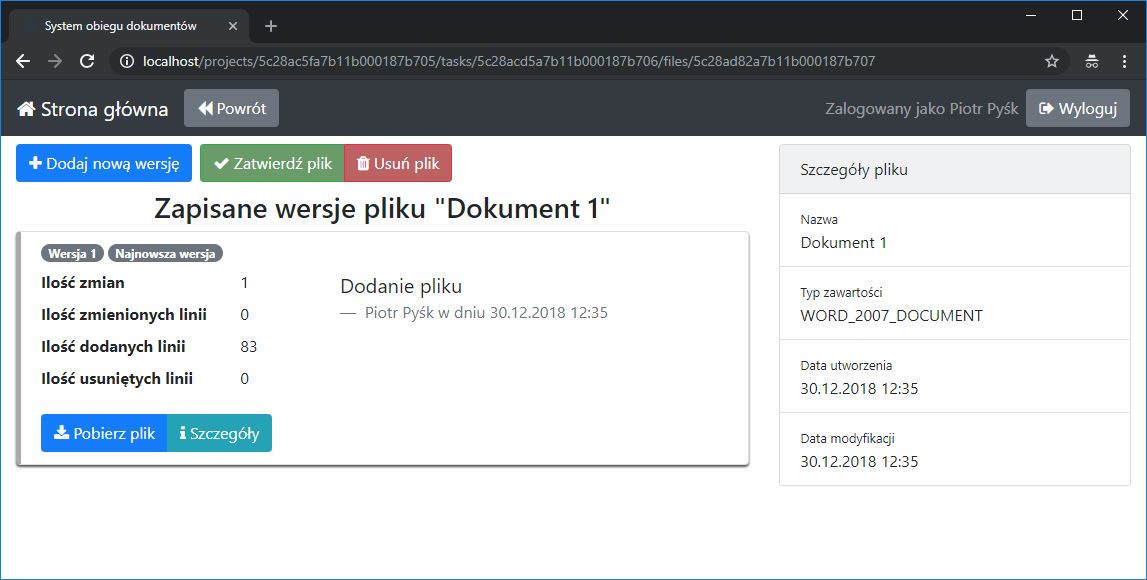 System obiegu dokumentów
localhost/projects/5c28ac5fa7b11b000187b705/tasks/5c28acd5a7b11b000187b706/files/5c28ad82a7b11b000187b707
Strona główna
Powrót
Zalogowany jako Piotr Pyśk
Wyloguj
Dodaj nową wersję
Zatwierdź plik
Usuń plik
Zapisane wersje pliku "Dokument 1"
Wersja 1
Najnowsza wersja
Ilość zmian 1
Ilość zmienionych linii 0
Ilość dodanych linii 83
Ilość usuniętych linii 0
Dodanie pliku
— Piotr Pyśk w dniu 30.12.2018 12:35
Pobierz plik
Szczegóły
Szczegóły pliku
Nazwa
Dokument 1
Typ zawartości
WORD_2007_DOCUMENT
Data utworzenia
30.12.2018 12:35
Data modyfikacji
30.12.2018 12:35